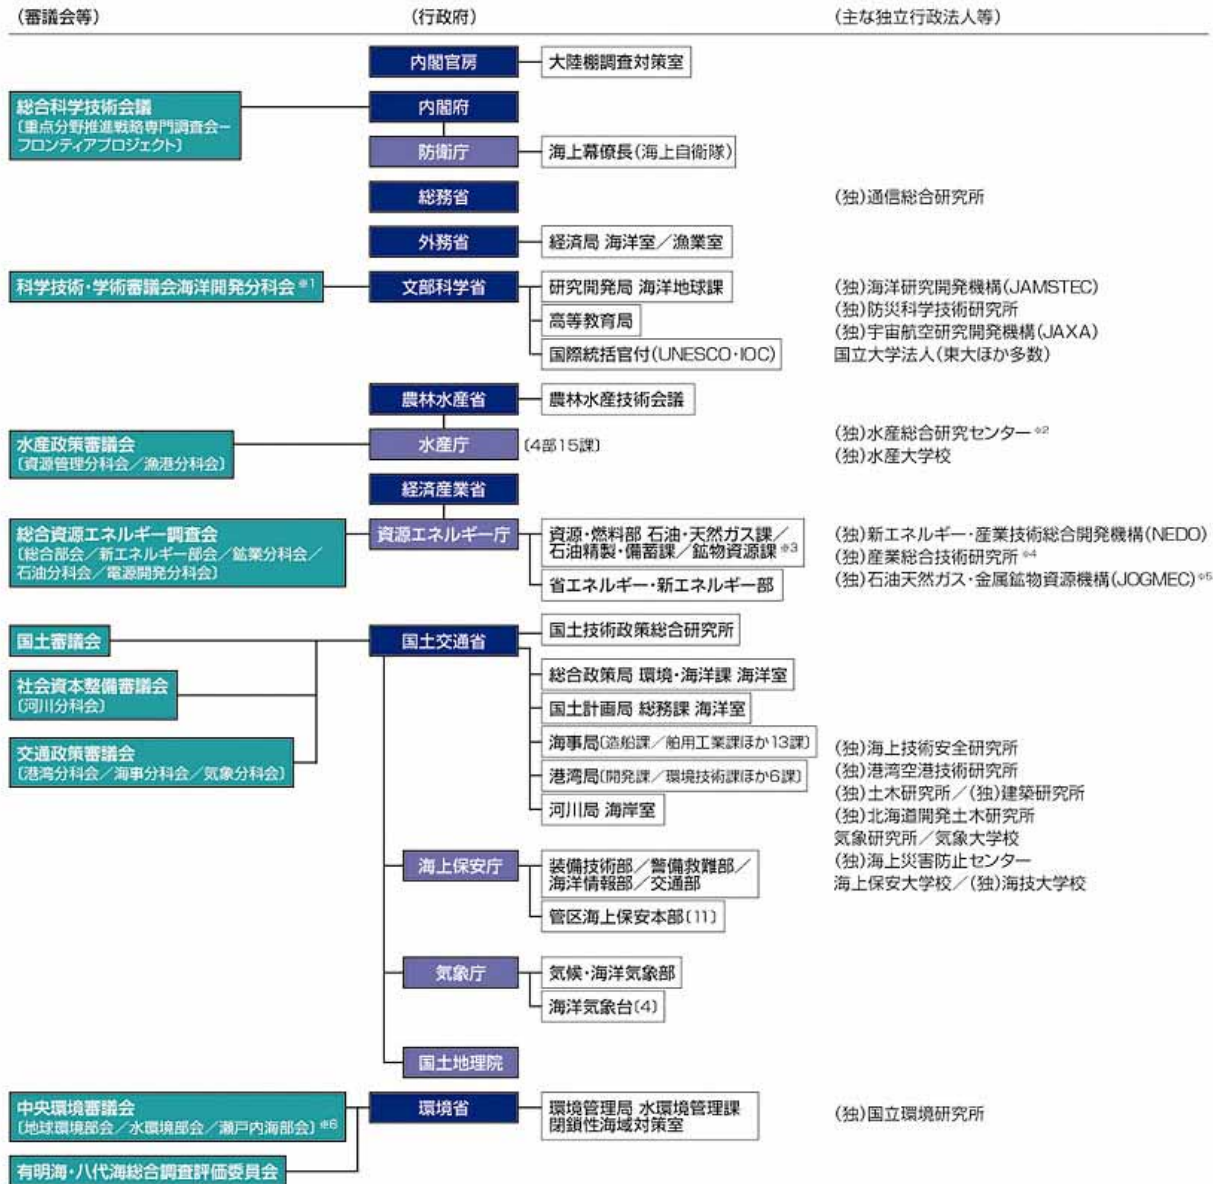 （審議会等）
（行政府）
（主な独立行政法人等）
内閣官房
大陸棚調査対策室
総合科学技術会議
〔重点分野推進戦略専門調査会−
フロンティアプロジェクト〕
内閣府
防衛庁
海上幕僚長（海上自衛隊）
総務省
（独）通信総合研究所
外務省
経済局 海洋室／漁業室
科学技術・学術審議会海洋開発分科会 ※1
文部科学省
研究開発局 海洋地球課
高等教育局
国際統括官付（UNESCO・IOC）
（独）海洋研究開発機構（JAMSTEC）
（独）防災科学技術研究所
（独）宇宙航空研究開発機構（JAXA）
国立大学法人（東大ほか多数）
農林水産省
農林水産技術会議
水産政策審議会
〔資源管理分科会／漁港分科会〕
水産庁
〔4部15課〕
（独）水産総合研究センター ※2
（独）水産大学校
経済産業省
総合資源エネルギー調査会
〔総合部会／新エネルギー部会／鉱業分科会／
石油分科会／電源開発分科会〕
資源エネルギー庁
資源・燃料部 石油・天然ガス課／
石油精製・備蓄課／鉱物資源課 ※3
省エネルギー・新エネルギー部
（独）新エネルギー・産業技術総合開発機構（NEDO）
（独）産業総合技術研究所 ※4
（独）石油天然ガス・金属鉱物資源機構（JOGMEC）※5
国土審議会
社会資本整備審議会
〔河川分科会〕
交通政策審議会
〔港湾分科会／海事分科会／気象分科会〕
国土交通省
国土技術政策総合研究所
総合政策局 環境・海洋課 海洋室
国土計画局 総務課 海洋室
海事局〔造船課／舶用工業課ほか13課〕
港湾局〔開発課／環境技術課ほか6課〕
河川局 海岸室
（独）海上技術安全研究所
（独）港湾空港技術研究所
（独）土木研究所／（独）建築研究所
（独）北海道開発土木研究所
気象研究所／気象大学校
（独）海上災害防止センター
海上保安大学校／（独）海技大学校
海上保安庁
装備技術部／警備救難部／
海洋情報部／交通部
管区海上保安本部〔11〕
気象庁
気候・海洋気象部
海洋気象台〔4〕
国土地理院
中央環境審議会
〔地球環境部会／水環境部会／瀬戸内海部会〕※6
有明海・八代海総合調査評価委員会
環境省
環境管理局 水環境管理課
閉鎖性海域対策室
（独）国立環境研究所